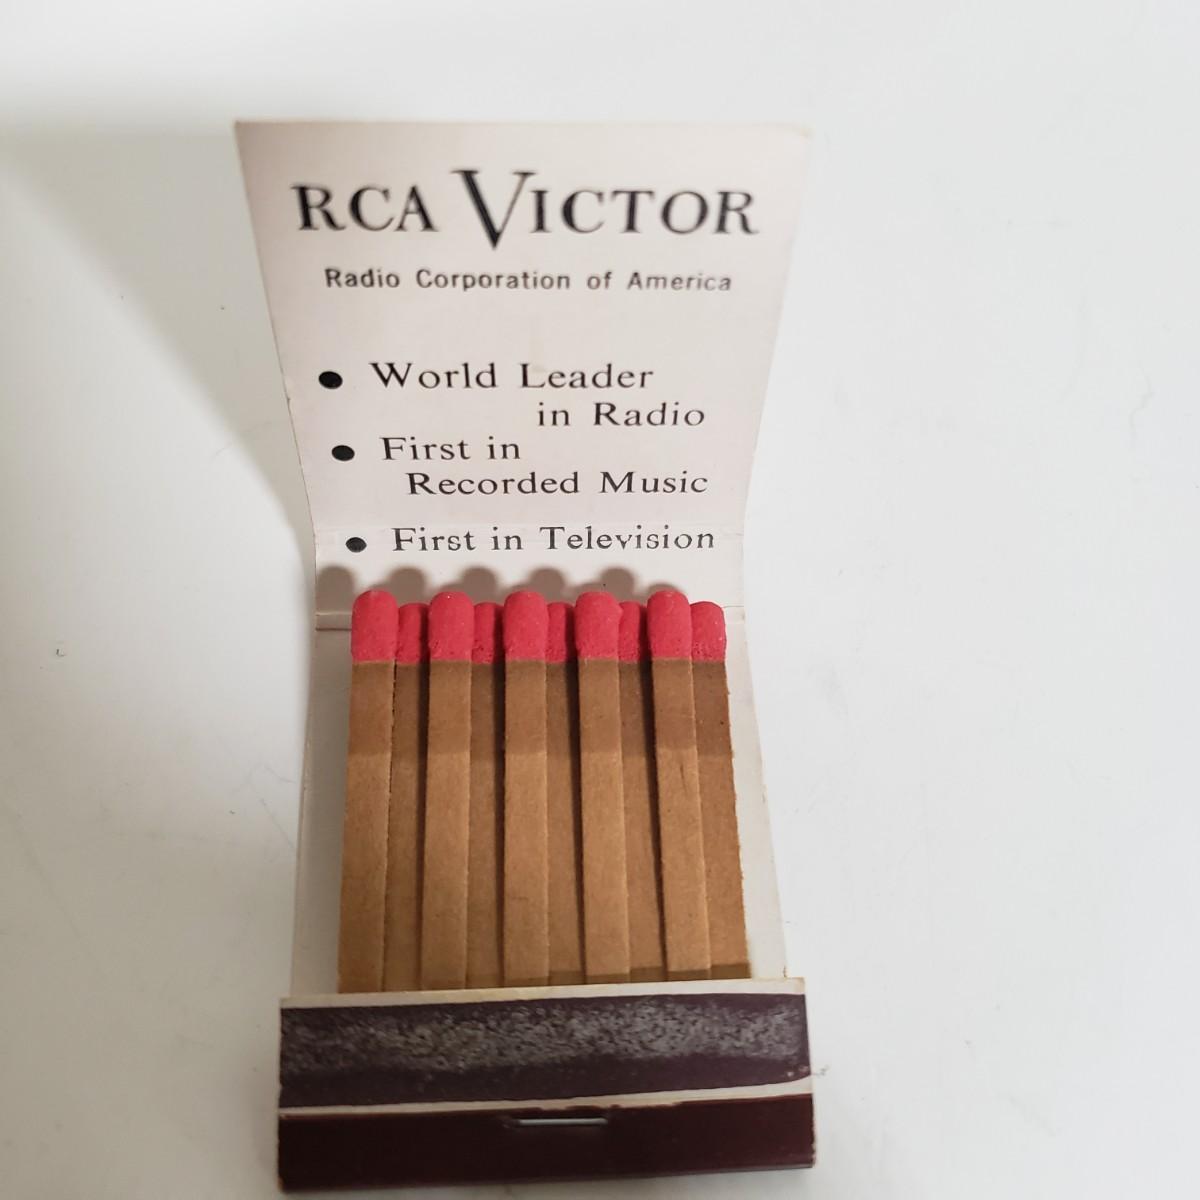 RCA VICTOR
Radio Corporation of America
• World Leader
in Radio
• First in
Recorded Music
• First in Television